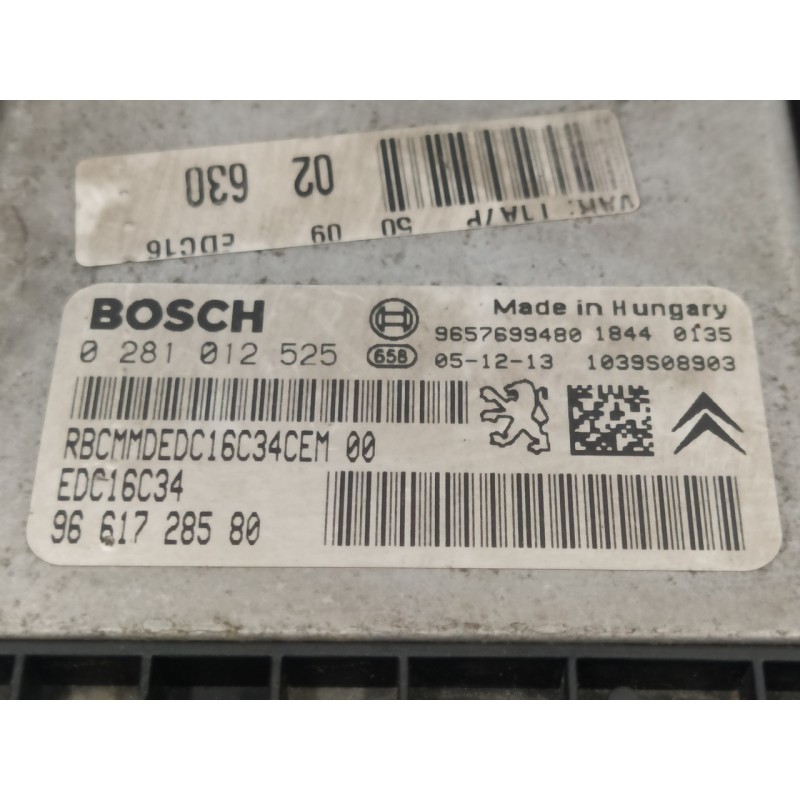 02 630
VAR: 11A/P 50 09 EDC16
BOSCH
Made in Hungary
0 281 012 525
658
9657699480 1844 0135
05-12-13 1039S08903
RBCMMDEDC16C34CEM 00
EDC16C34
96 617 285 80